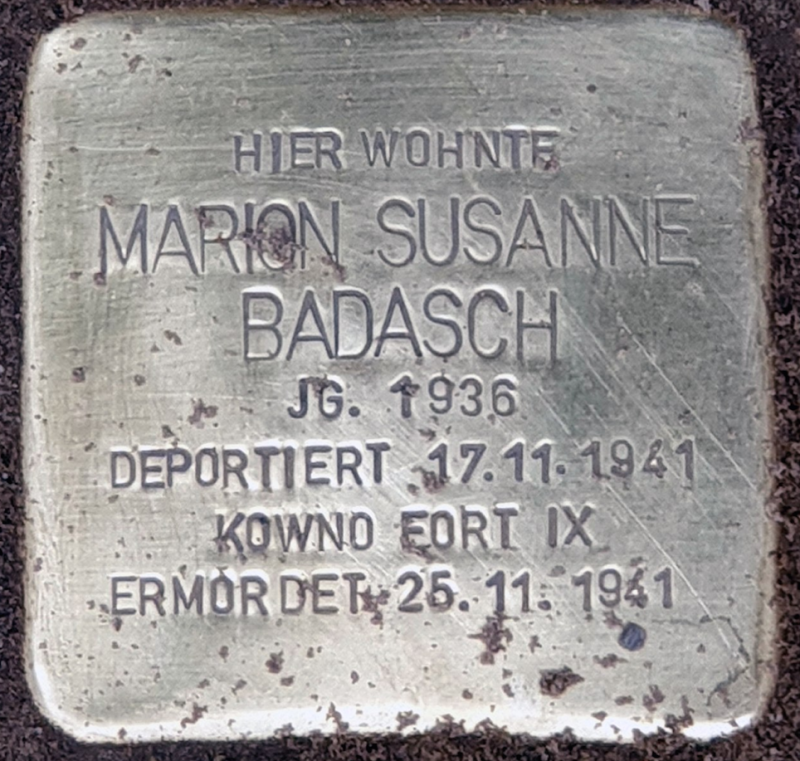 HIER WOHNTE
MARION SUSANNE
BADASCH
JG. 1936
DEPORTIERT 17.11.1941
KOWNO FORT IX
ERMORDET 25.11.1941